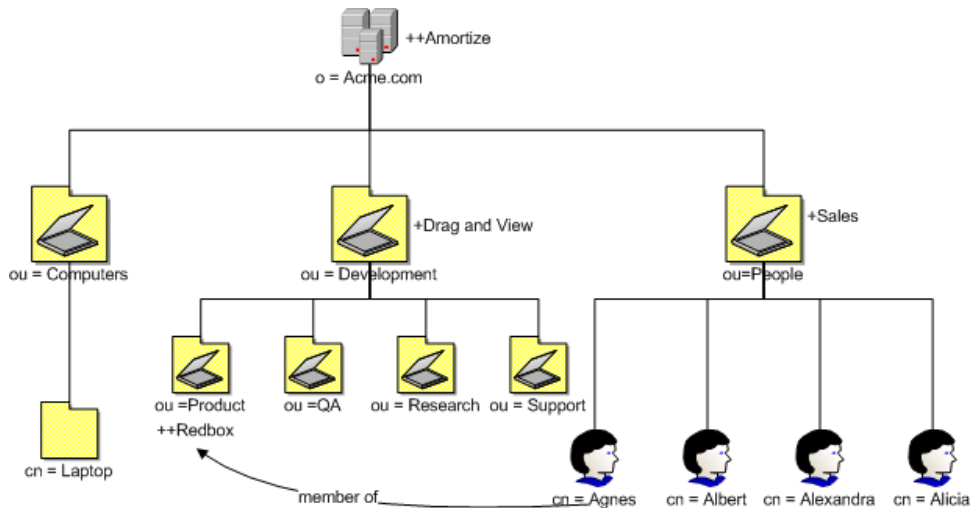 ++Amortize
o = Acme.com
+Drag and View
+Sales
ou = Computers
ou = Development
ou=People
ou =Product
ou =QA
ou = Research
ou = Support
++Redbox
cn = Laptop
member of
cn = Agnes
cn = Albert
cn = Alexandra
cn = Alicia